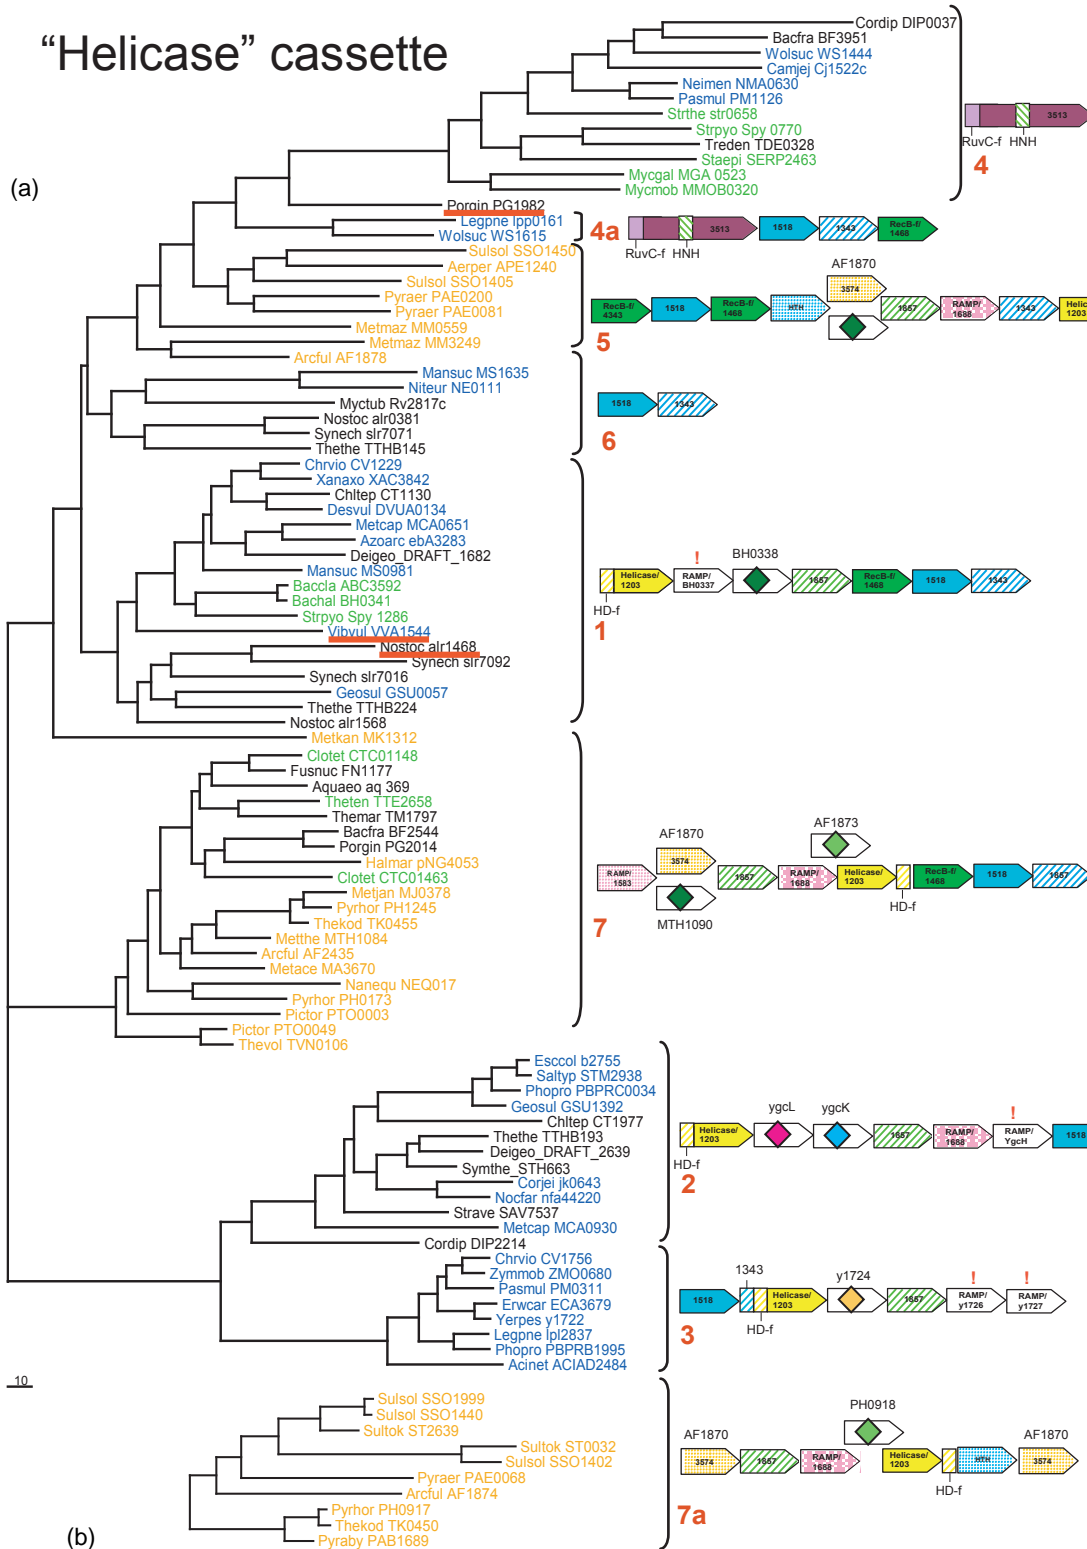 "Helicase" cassette
(a)
Cordip DIP0037
Bacfra BF3951
Wolsuc WS1444
Camjej Cj1522c
Neimen NMA0630
Pasmul PM1126
Strthe str0658
Strpyo Spy 0770
Treden TDE0328
Staepi SERP2463
Mycgal MGA 0523
Mycmob MMOB0320
3513
RuvC-f HNH
4
Porgin PG1982
Legpne lpp0161
Wolsuc WS1615
4a
3513
1518
1343
RecB-f/ 1468
RuvC-f HNH
Sulsol SSO1450
Aerper APE1240
Sulsol SSO1405
Pyraer PAE0200
Pyraer PAE0081
Metmaz MM0559
Metmaz MM3249
Arcful AF1878
AF1870
3574
RecB-f/ 4343
1518
RecB-f/ 1468
HTH
1857
RAMP/ 1688
1343
Helic 1203
5
Mansuc MS1635
Niteur NE0111
Myctub Rv2817c
Nostoc alr0381
Synech slr7071
Thethe TTHB145
1518
1343
6
Chrvio CV1229
Xanaxo XAC3842
Chltep CT1130
Desvul DVUA0134
Metcap MCA0651
Azoarc ebA3283
Deigeo_DRAFT_1682
Mansuc MS0981
Baccla ABC3592
Bachal BH0341
Strpyo Spy 1286
Vibvul VVA1544
Nostoc alr1468
Synech slr7092
Synech slr7016
Geosul GSU0057
Thethe TTHB224
Nostoc alr1568
! BH0338
Helicase/ 1203
RAMP/ BH0337
1857
RecB-f/ 1468
1518
1343
HD-f
1
Metkan MK1312
Clotet CTC01148
Fusnuc FN1177
Aquaeo aq 369
Theten TTE2658
Themar TM1797
Bacfra BF2544
Porgin PG2014
Halmar pNG4053
Clotet CTC01463
Metjan MJ0378
Pyrhor PH1245
Thekod TK0455
Metthe MTH1084
Arcful AF2435
Metace MA3670
Nanequ NEQ017
Pyrhor PH0173
Pictor PTO0003
Pictor PTO0049
Thevol TVN0106
AF1870
AF1873
3574
RAMP/ 1583
1857
RAMP/ 1688
Helicase/ 1203
RecB-f/ 1468
1518
1857
HD-f
MTH1090
7
Esccol b2755
Saltyp STM2938
Phopro PBPRC0034
Geosul GSU1392
Chltep CT1977
Thethe TTHB193
Deigeo_DRAFT_2639
Symthe_STH663
Corjei jk0643
Nocfar nfa44220
Strave SAV7537
Metcap MCA0930
ygcL ygcK !
Helicase/ 1203
1857
RAMP/ 1688
RAMP/ YgcH
1518
HD-f
2
Cordip DIP2214
Chrvio CV1756
Zymmob ZMO0680
Pasmul PM0311
Erwcar ECA3679
Yerpes y1722
Legpne lpl2837
Phopro PBPRB1995
Acinet ACIAD2484
1343 y1724 ! !
1518
Helicase/ 1203
1857
RAMP/ y1726
RAMP/ y1727
HD-f
3
10
Sulsol SSO1999
Sulsol SSO1440
Sultok ST2639
Sultok ST0032
Sulsol SSO1402
Pyraer PAE0068
Arcful AF1874
Pyrhor PH0917
Thekod TK0450
Pyraby PAB1689
PH0918
AF1870 AF1870
3574
1857
RAMP/ 1688
Helicase/ 1203
HTH
3574
HD-f
7a
(b)